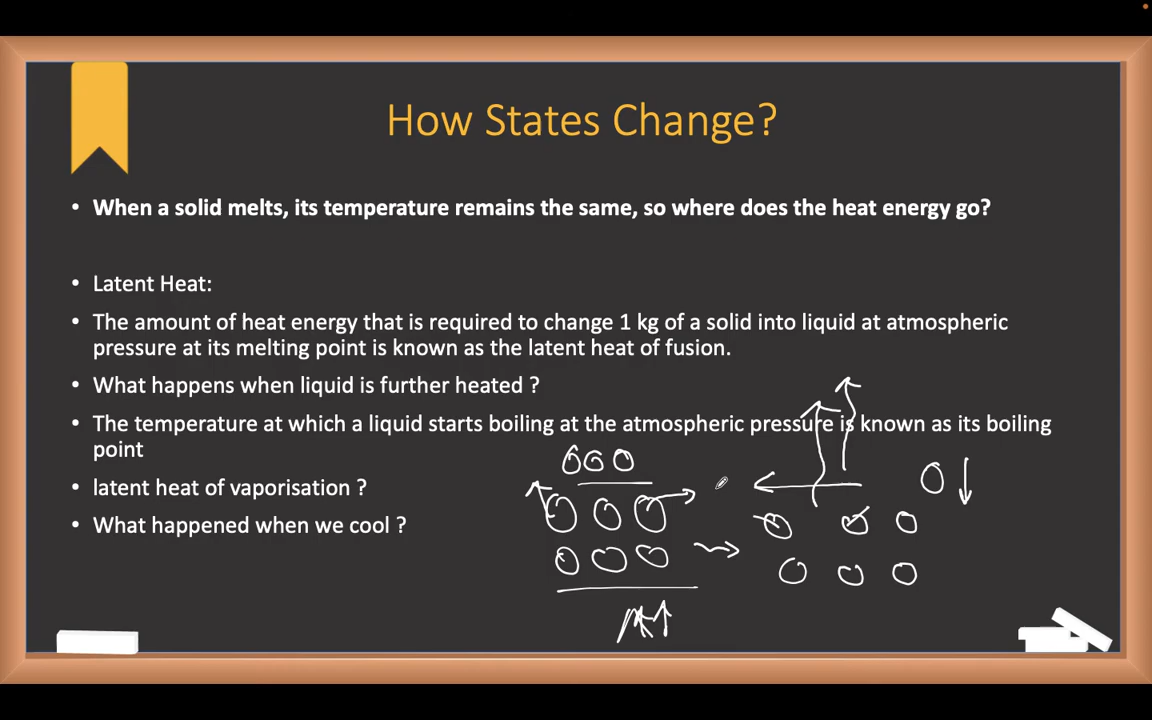 How States Change?
• When a solid melts, its temperature remains the same, so where does the heat energy go?
• Latent Heat:
• The amount of heat energy that is required to change 1 kg of a solid into liquid at atmospheric
pressure at its melting point is known as the latent heat of fusion.
• What happens when liquid is further heated ?
• The temperature at which a liquid starts boiling at the atmospheric pressure is known as its boiling
point
• latent heat of vaporisation ?
• What happened when we cool ?